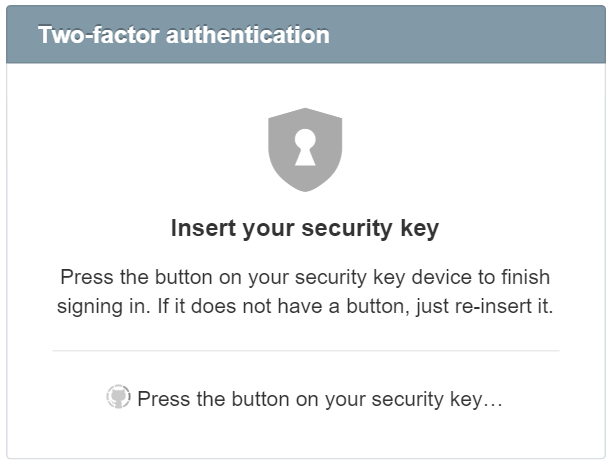 Two-factor authentication
Insert your security key
Press the button on your security key device to finish
signing in. If it does not have a button, just re-insert it.
Press the button on your security key…